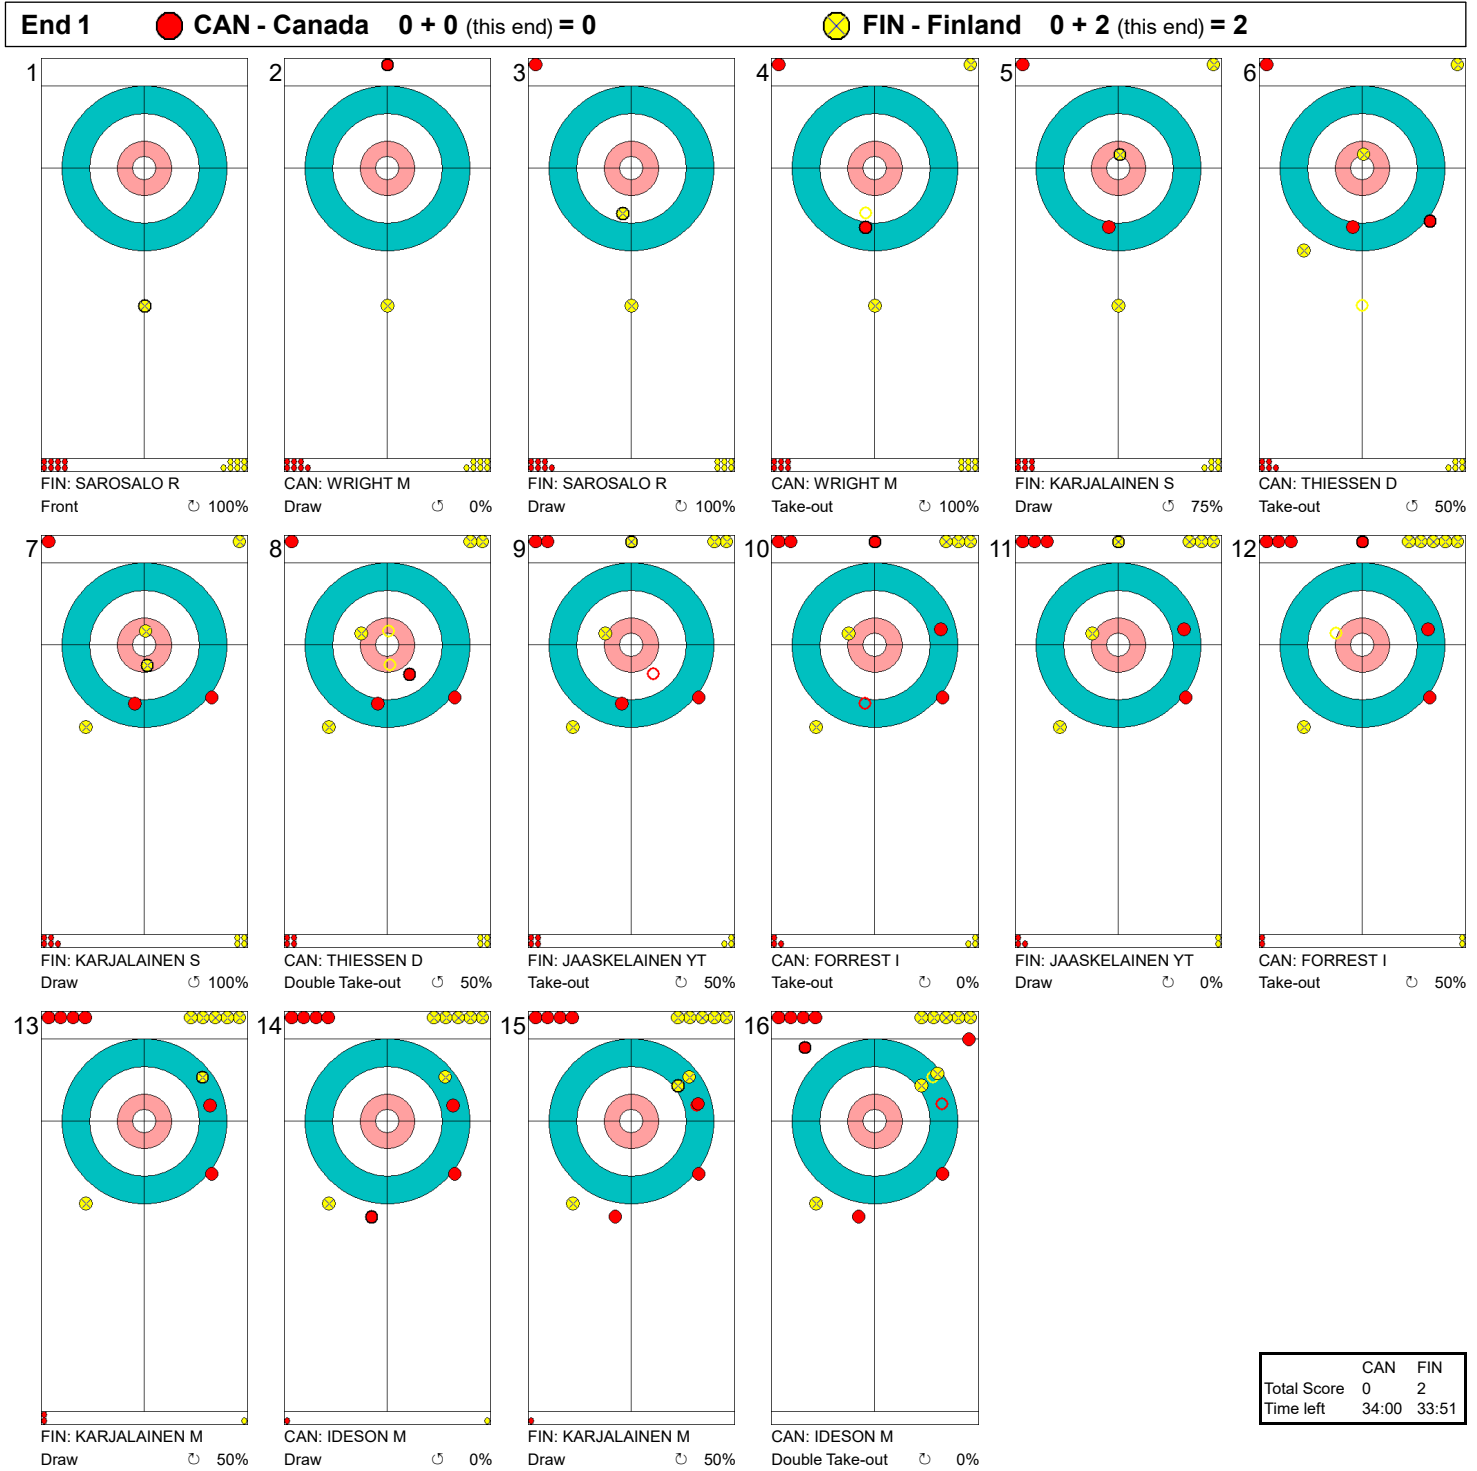 End 1 CAN - Canada 0 + 0 (this end) = 0 FIN - Finland 0 + 2 (this end) = 2
1 2 3 4 5 6
FIN: SAROSALO R CAN: WRIGHT M FIN: SAROSALO R CAN: WRIGHT M FIN: KARJALAINEN S CAN: THIESSEN D
Front ↻ 100% Draw ↺ 0% Draw ↻ 100% Take-out ↻ 100% Draw ↺ 75% Take-out ↺ 50%
7 8 9 10 11 12
FIN: KARJALAINEN S CAN: THIESSEN D FIN: JAASKELAINEN YT CAN: FORREST I FIN: JAASKELAINEN YT CAN: FORREST I
Draw ↺ 100% Double Take-out ↺ 50% Take-out ↻ 50% Take-out ↻ 0% Draw ↻ 0% Take-out ↻ 50%
13 14 15 16
FIN: KARJALAINEN M CAN: IDESON M FIN: KARJALAINEN M CAN: IDESON M
Draw ↻ 50% Draw ↺ 0% Draw ↻ 50% Double Take-out ↻ 0%
CAN FIN
Total Score 0 2
Time left 34:00 33:51